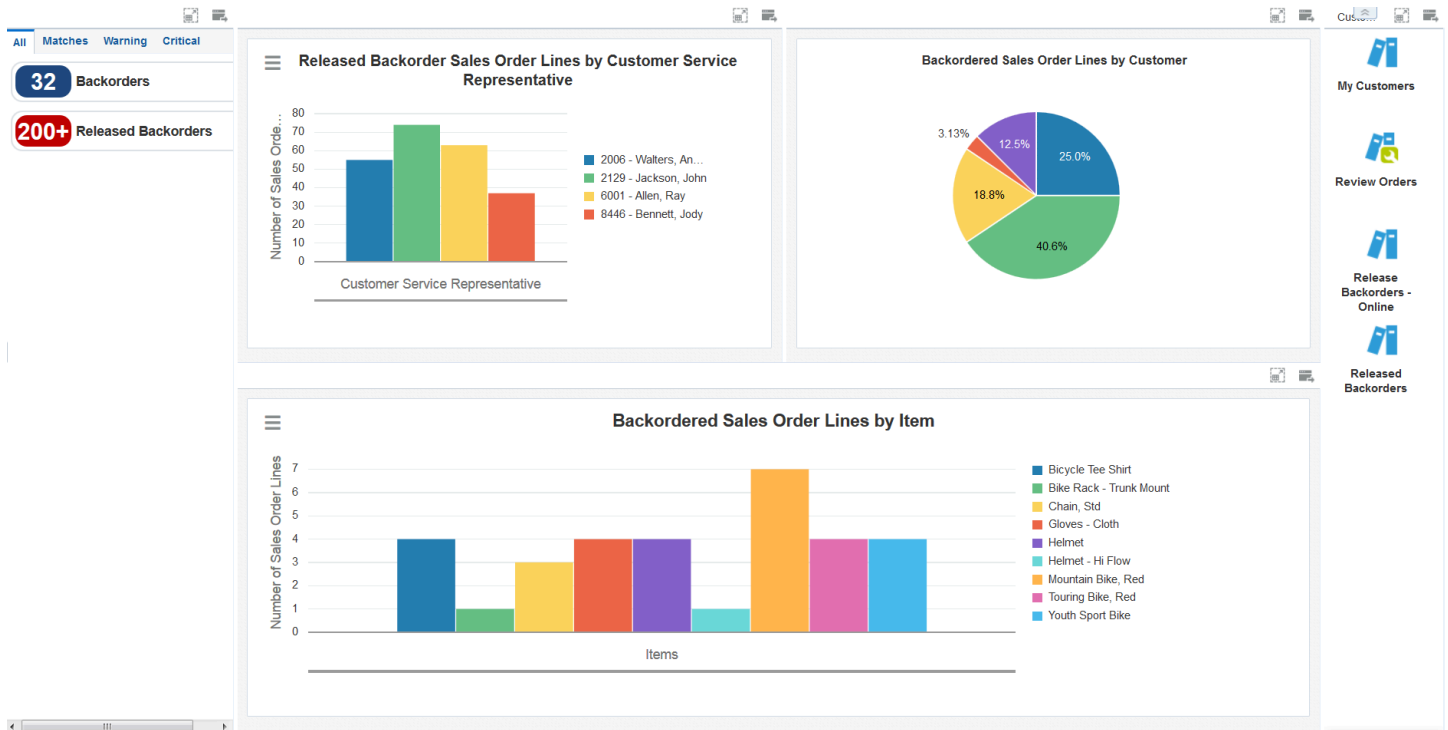 All Matches Warning Critical
32 Backorders
200+ Released Backorders
Released Backorder Sales Order Lines by Customer Service
Representative
Number of Sales Orde...
80
70
60
50
40
30
20
10
0
Customer Service Representative
2006 - Walters, An...
2129 - Jackson, John
6001 - Allen, Ray
8446 - Bennett, Jody
Backordered Sales Order Lines by Customer
3.13%
12.5%
25.0%
18.8%
40.6%
Backordered Sales Order Lines by Item
Number of Sales Order Lines
7
6
5
4
3
2
1
0
Items
Bicycle Tee Shirt
Bike Rack - Trunk Mount
Chain, Std
Gloves - Cloth
Helmet
Helmet - Hi Flow
Mountain Bike, Red
Touring Bike, Red
Youth Sport Bike
My Customers
Review Orders
Release
Backorders -
Online
Released
Backorders